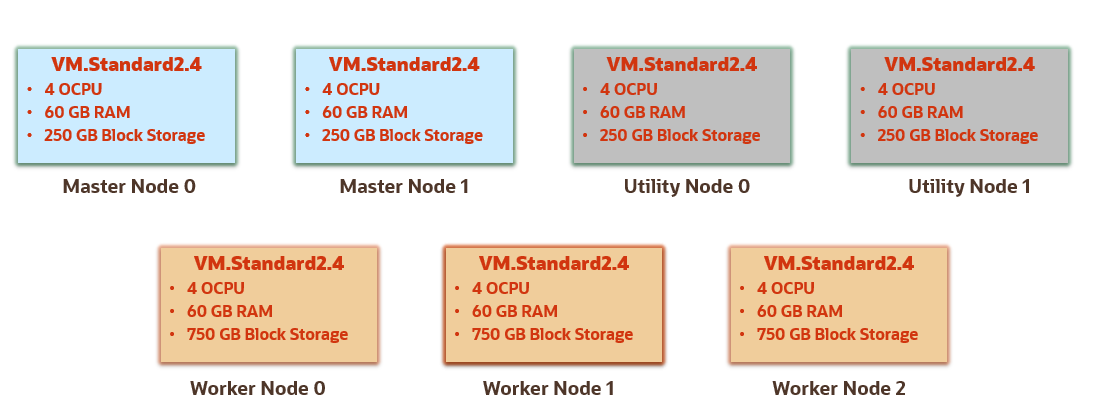 VM.Standard2.4
• 4 OCPU
• 60 GB RAM
• 250 GB Block Storage
Master Node 0
VM.Standard2.4
• 4 OCPU
• 60 GB RAM
• 250 GB Block Storage
Master Node 1
VM.Standard2.4
• 4 OCPU
• 60 GB RAM
• 250 GB Block Storage
Utility Node 0
VM.Standard2.4
• 4 OCPU
• 60 GB RAM
• 250 GB Block Storage
Utility Node 1
VM.Standard2.4
• 4 OCPU
• 60 GB RAM
• 750 GB Block Storage
Worker Node 0
VM.Standard2.4
• 4 OCPU
• 60 GB RAM
• 750 GB Block Storage
Worker Node 1
VM.Standard2.4
• 4 OCPU
• 60 GB RAM
• 750 GB Block Storage
Worker Node 2